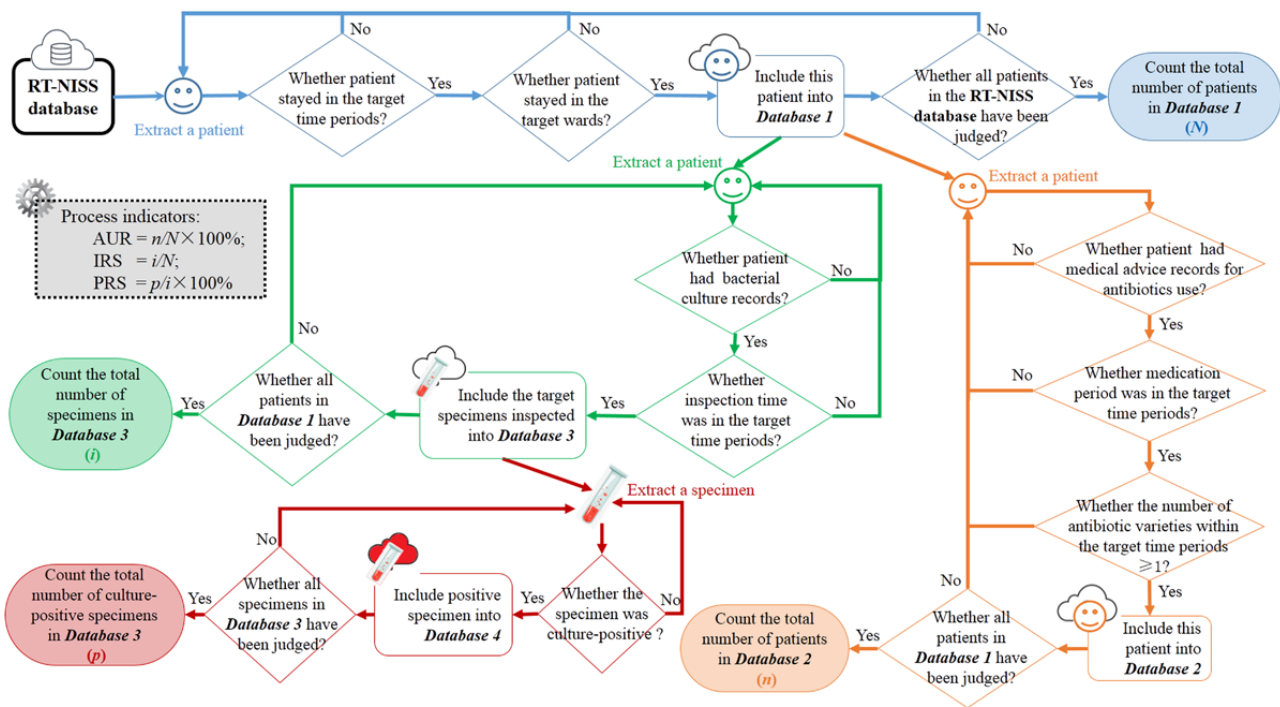 RT-NISS
database
Extract a patient
No
Whether patient
stayed in the target
time periods?
Yes
No
Whether patient
stayed in the
target wards?
Yes
Include this
patient into
Database 1
No
Whether all patients
in the RT-NISS
database have been
judged?
Yes
Count the total
number of patients
in Database 1
(N)
Process indicators:
AUR = n/N×100%;
IRS = i/N;
PRS = p/i×100%
Extract a patient
Whether patient
had bacterial
culture records?
No
Yes
Whether
inspection time
was in the target
time periods?
No
Yes
Include the target
specimens inspected
into Database 3
No
Whether all
patients in
Database 1 have
been judged?
Yes
Count the total
number of
specimens in
Database 3
(i)
Extract a specimen
Whether the
specimen was
culture-positive ?
No
Yes
Include positive
specimen into
Database 4
No
Whether all
specimens in
Database 3 have
been judged?
Yes
Count the total
number of culture-
positive specimens
in Database 3
(p)
Extract a patient
Whether patient had
medical advice records for
antibiotics use?
No
Yes
Whether medication
period was in the target
time periods?
No
Yes
Whether the number of
antibiotic varieties within
the target time periods
≥1?
No
Yes
Include this
patient into
Database 2
Whether all
patients in
Database 1 have
been judged?
Yes
Count the total
number of patients
in Database 2
(n)